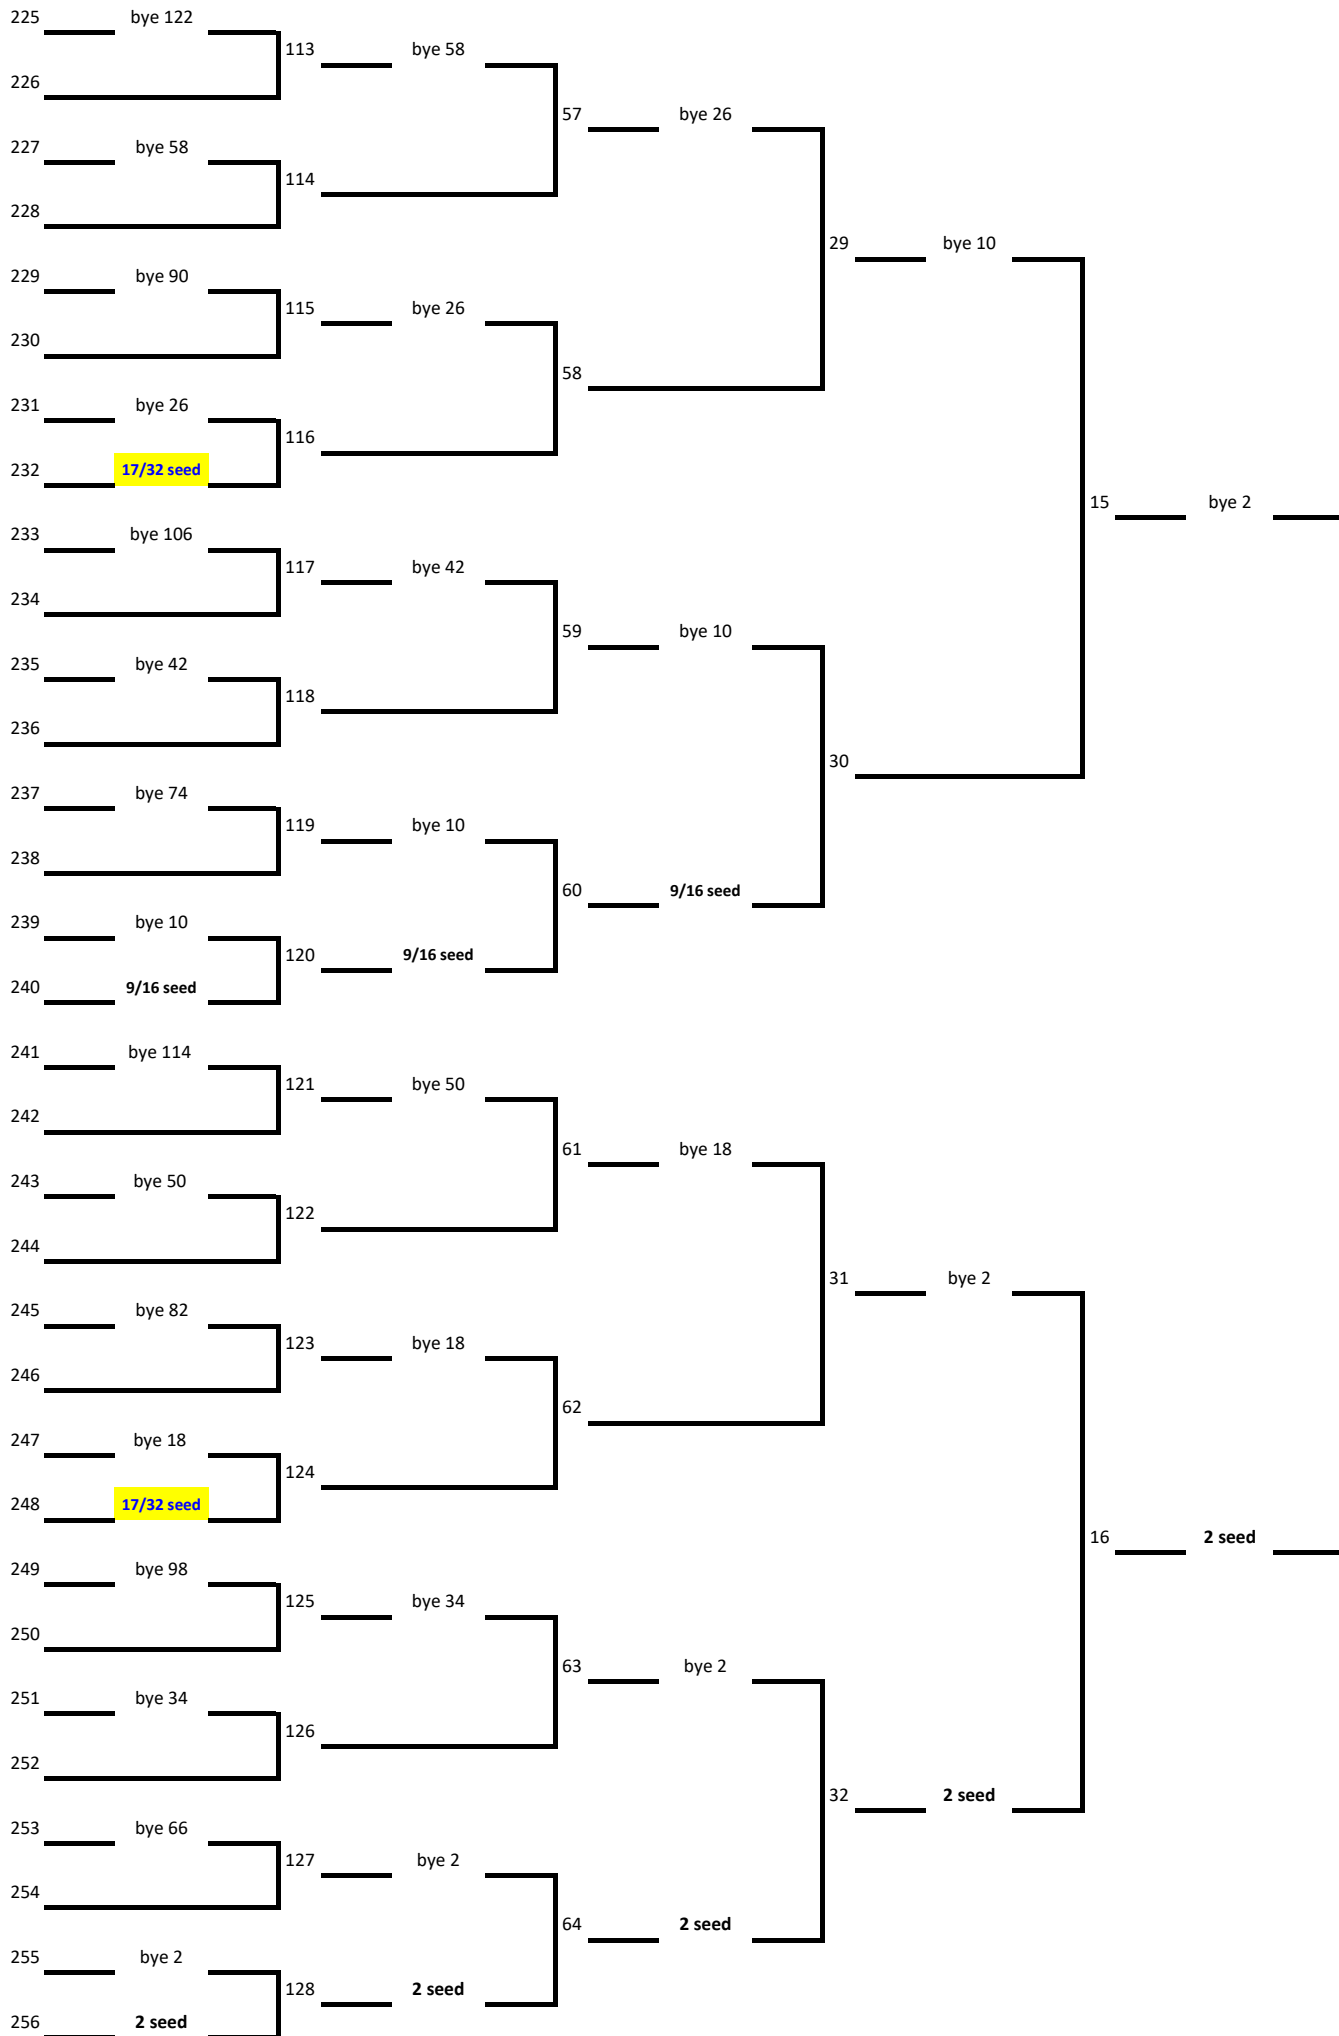 225 bye 122
113 bye 58
226
57 bye 26
227 bye 58
114
228
29 bye 10
229 bye 90
115 bye 26
230
58
231 bye 26
116
232 17/32 seed
15 bye 2
233 bye 106
117 bye 42
234
59 bye 10
235 bye 42
118
236
30
237 bye 74
119 bye 10
238
60 9/16 seed
239 bye 10
120 9/16 seed
240 9/16 seed
241 bye 114
121 bye 50
242
61 bye 18
243 bye 50
122
244
31 bye 2
245 bye 82
123 bye 18
246
62
247 bye 18
124
248 17/32 seed
16 2 seed
249 bye 98
125 bye 34
250
63 bye 2
251 bye 34
126
252
32 2 seed
253 bye 66
127 bye 2
254
64 2 seed
255 bye 2
128 2 seed
256 2 seed